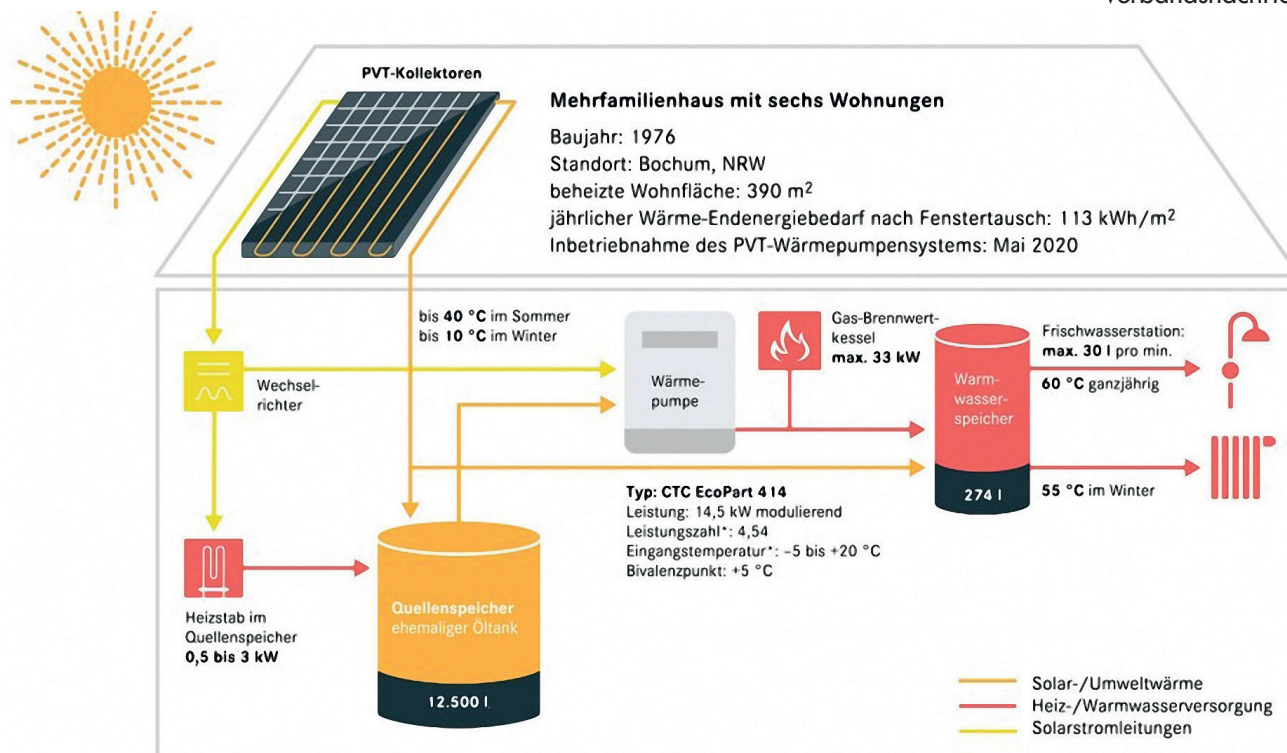 PVT-Kollektoren
Mehrfamilienhaus mit sechs Wohnungen
Baujahr: 1976
Standort: Bochum, NRW
beheizte Wohnfläche: 390 m²
jährlicher Wärme-Endenergiebedarf nach Fenstertausch: 113 kWh/m²
Inbetriebnahme des PVT-Wärmepumpensystems: Mai 2020
bis 40 °C im Sommer
bis 10 °C im Winter
Wechsel-
richter
Wärme-
pumpe
Gas-Brennwert-
kessel
max. 33 kW
Warm-
wasser-
speicher
274 l
Frischwasserstation:
max. 30 l pro min.
60 °C ganzjährig
55 °C im Winter
Typ: CTC EcoPart 414
Leistung: 14,5 kW modulierend
Leistungszahl*: 4,54
Eingangstemperatur*: –5 bis +20 °C
Bivalenzpunkt: +5 °C
Heizstab im
Quellenspeicher
0,5 bis 3 kW
Quellenspeicher
ehemaliger Öltank
12.500 l
Solar-/Umweltwärme
Heiz-/Warmwasserversorgung
Solarstromleitungen